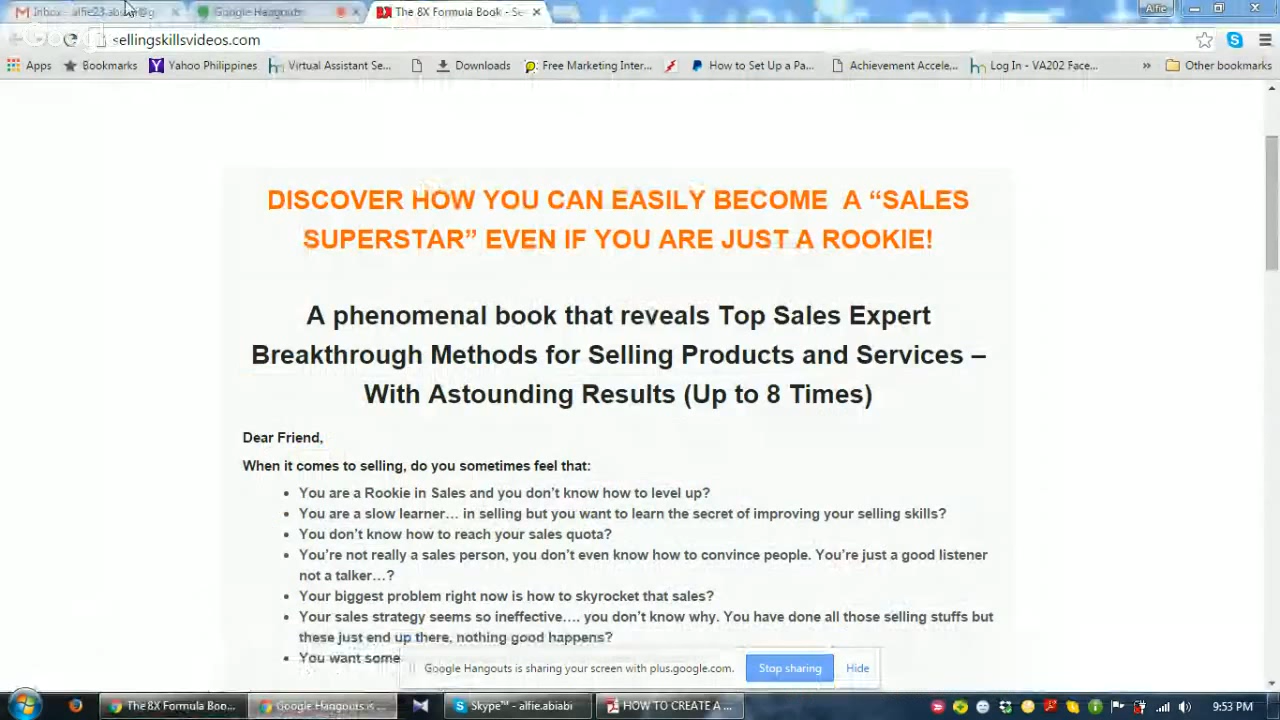 Inbox - alfie23.abiabi@g
Google Hangouts
The 8X Formula Book - Se
Alfie
sellingskillsvideos.com
Apps
Bookmarks
Yahoo Philippines
Virtual Assistant Se...
Downloads
Free Marketing Inter...
How to Set Up a Pa...
Achievement Accele...
Log In - VA202 Face...
»
Other bookmarks
DISCOVER HOW YOU CAN EASILY BECOME A “SALES
SUPERSTAR” EVEN IF YOU ARE JUST A ROOKIE!
A phenomenal book that reveals Top Sales Expert
Breakthrough Methods for Selling Products and Services –
With Astounding Results (Up to 8 Times)
Dear Friend,
When it comes to selling, do you sometimes feel that:
• You are a Rookie in Sales and you don’t know how to level up?
• You are a slow learner… in selling but you want to learn the secret of improving your selling skills?
• You don’t know how to reach your sales quota?
• You’re not really a sales person, you don’t even know how to convince people. You’re just a good listener
not a talker…?
• Your biggest problem right now is how to skyrocket that sales?
• Your sales strategy seems so ineffective…. you don’t know why. You have done all those selling stuffs but
these just end up there, nothing good happens?
• You want some
Google Hangouts is sharing your screen with plus.google.com.
Stop sharing
Hide
The 8X Formula Boo...
Google Hangouts is ...
Skype™ - alfie.abiabi
HOW TO CREATE A ...
9:53 PM